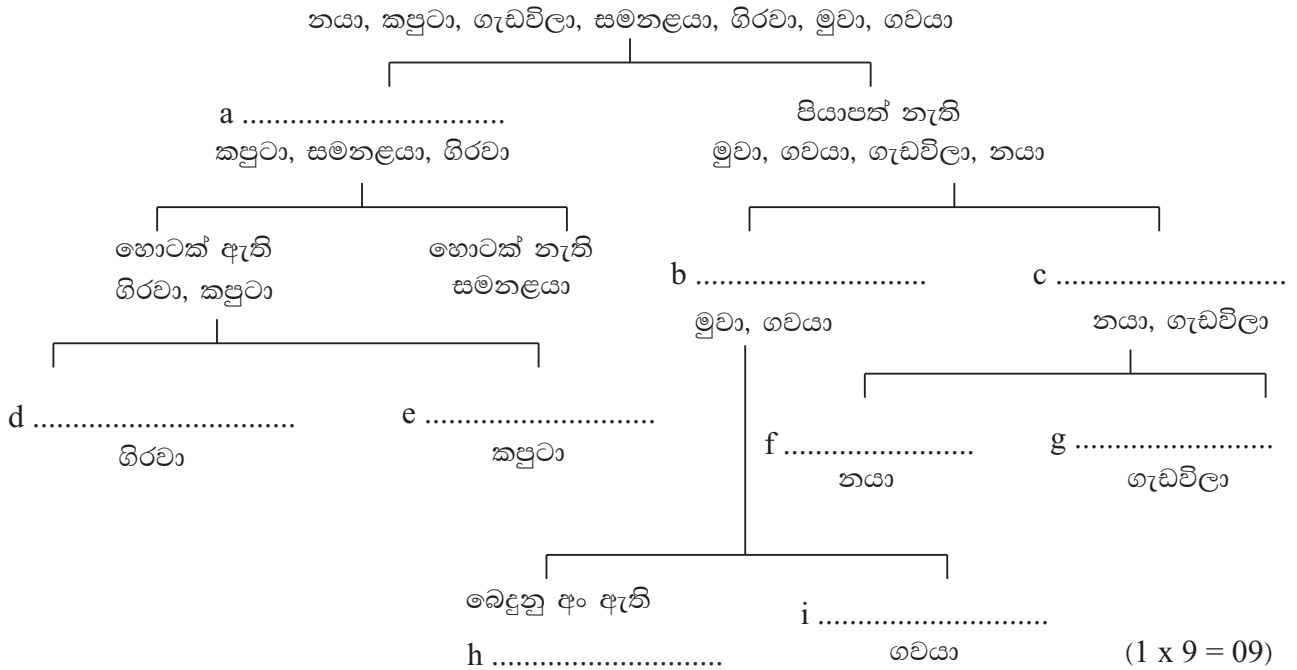 නයා, කපුටා, ගැඩවිලා, සමනළයා, ගිරවා, මුවා, ගවයා
a .................................
කපුටා, සමනළයා, ගිරවා
පියාපත් නැති
මුවා, ගවයා, ගැඩවිලා, නයා
හොටක් ඇති
ගිරවා, කපුටා
හොටක් නැති
සමනළයා
b .............................
මුවා, ගවයා
c .............................
නයා, ගැඩවිලා
d .................................
ගිරවා
e .............................
කපුටා
f ........................
නයා
g .........................
ගැඩවිලා
බෙදුනු අං ඇති
h .............................
i .............................
ගවයා
(1 x 9 = 09)